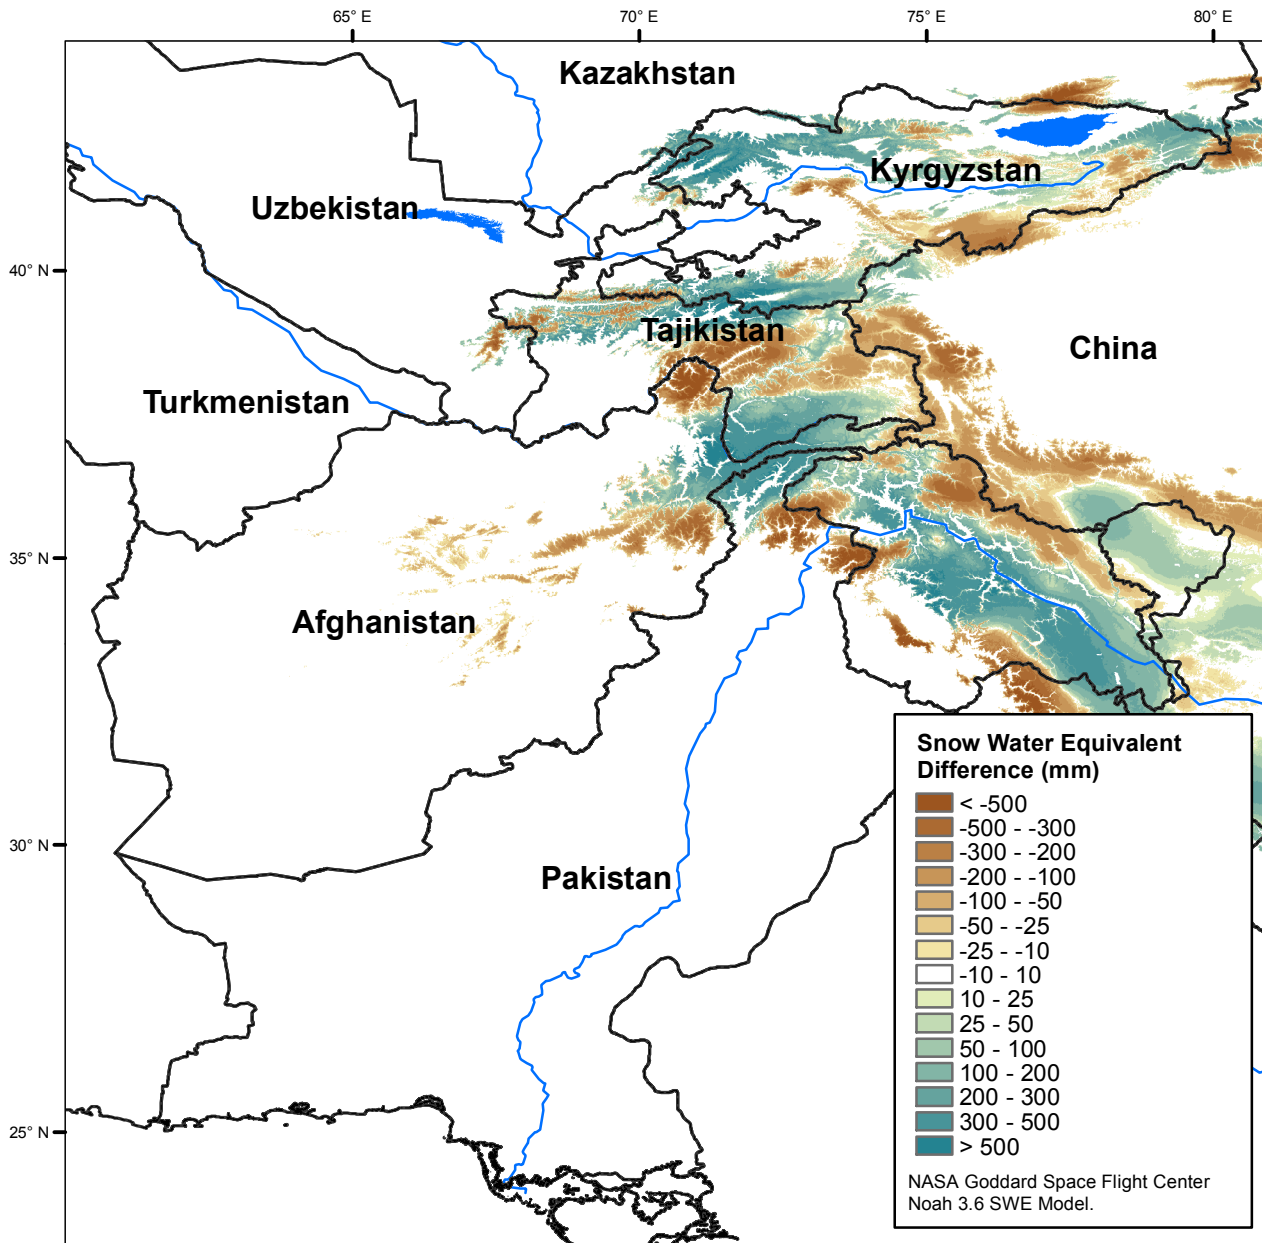 65° E
70° E
75° E
80° E
Kazakhstan
Kyrgyzstan
Uzbekistan
40° N
Tajikistan
China
Turkmenistan
35° N
Afghanistan
30° N
Pakistan
25° N
Snow Water Equivalent
Difference (mm)
< -500
-500 - -300
-300 - -200
-200 - -100
-100 - -50
-50 - -25
-25 - -10
-10 - 10
10 - 25
25 - 50
50 - 100
100 - 200
200 - 300
300 - 500
> 500
NASA Goddard Space Flight Center
Noah 3.6 SWE Model.